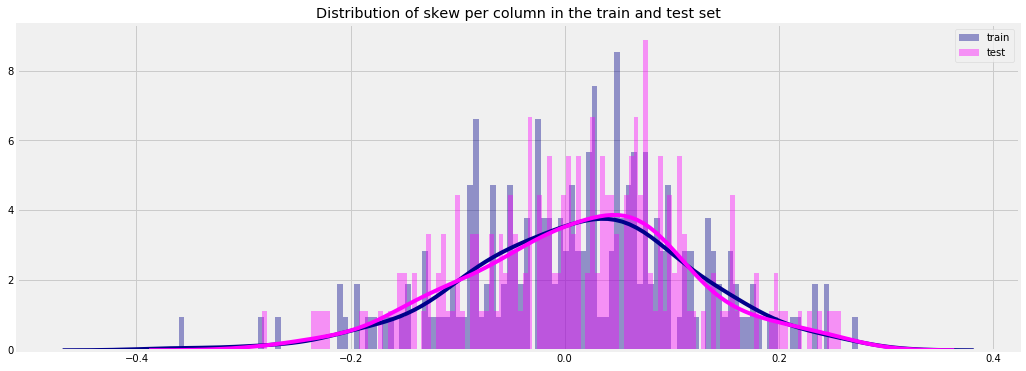 Distribution of skew per column in the train and test set
train
test
8
6
4
2
0
−0.4 −0.2 0.0 0.2 0.4